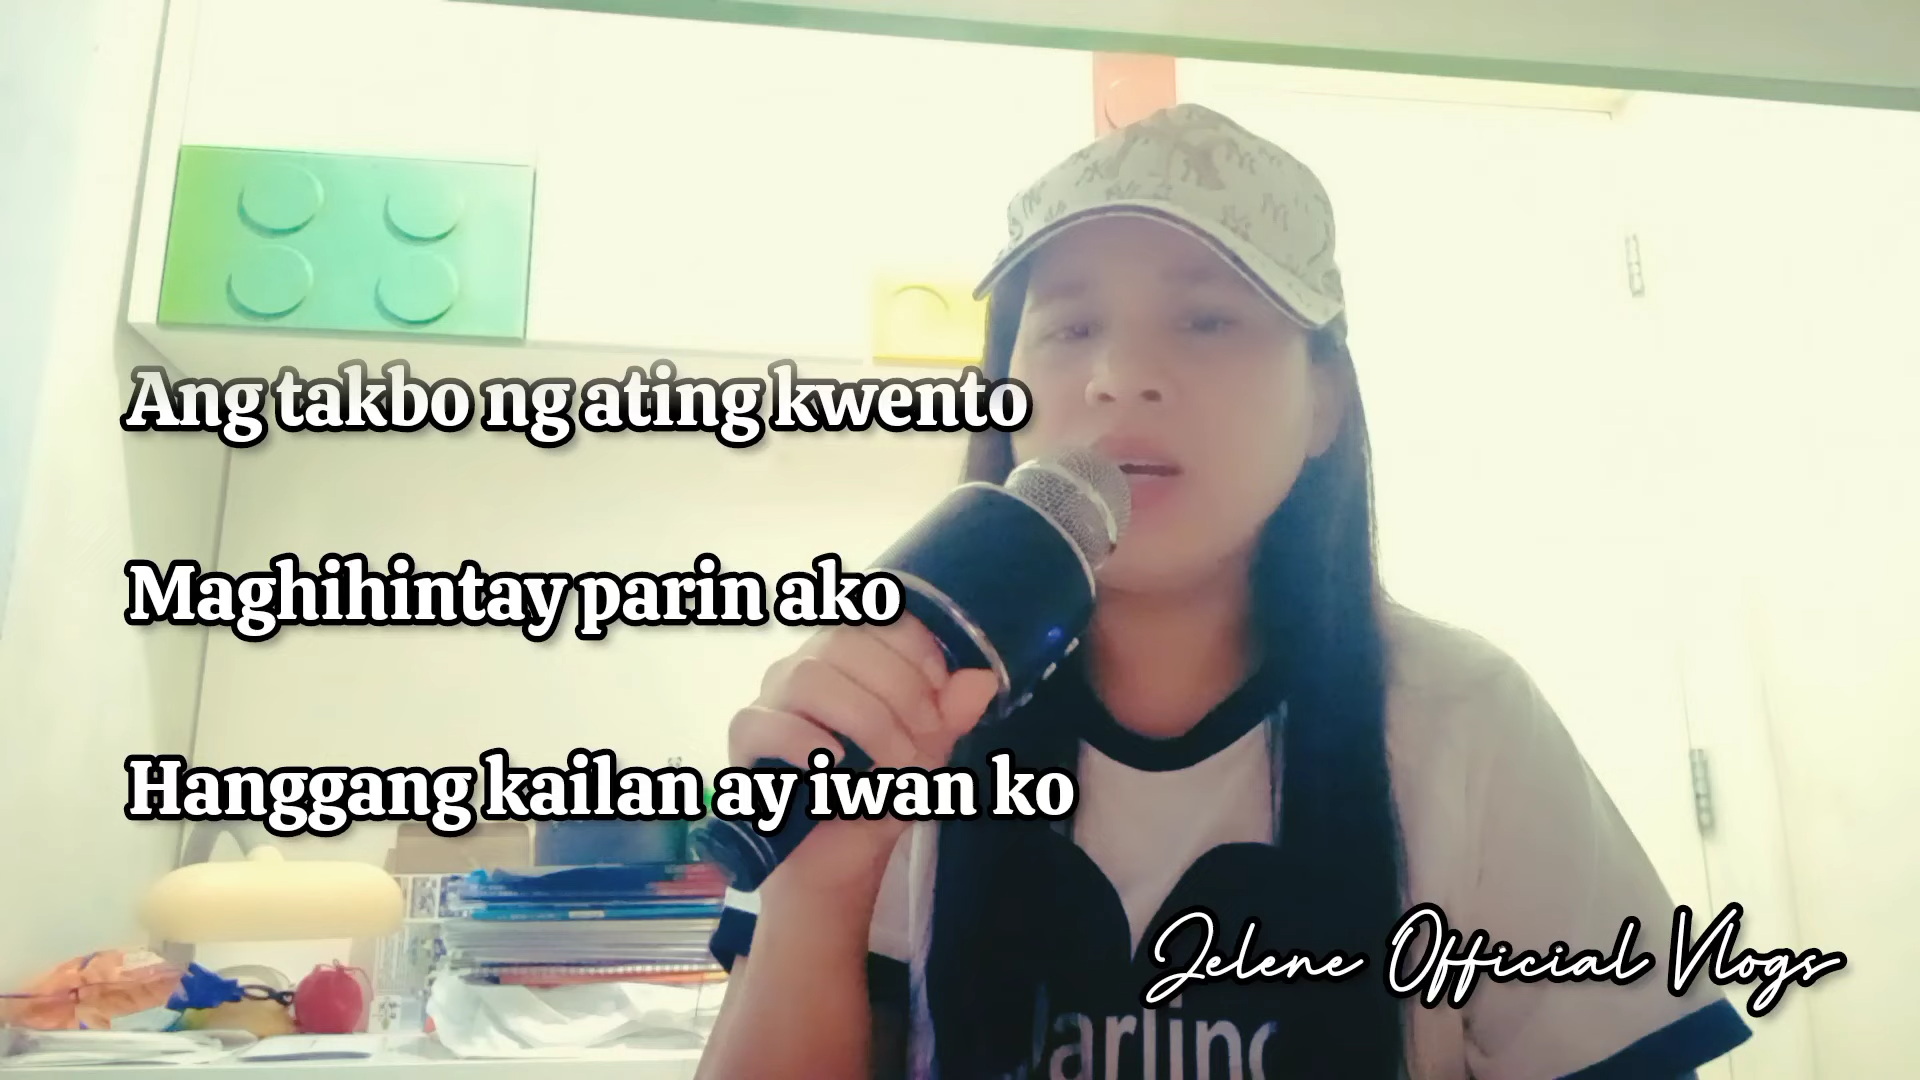 Ang takbo ng ating kwento
Maghihintay parin ako
Hanggang kailan ay iwan ko
Jelene Official Vlogs